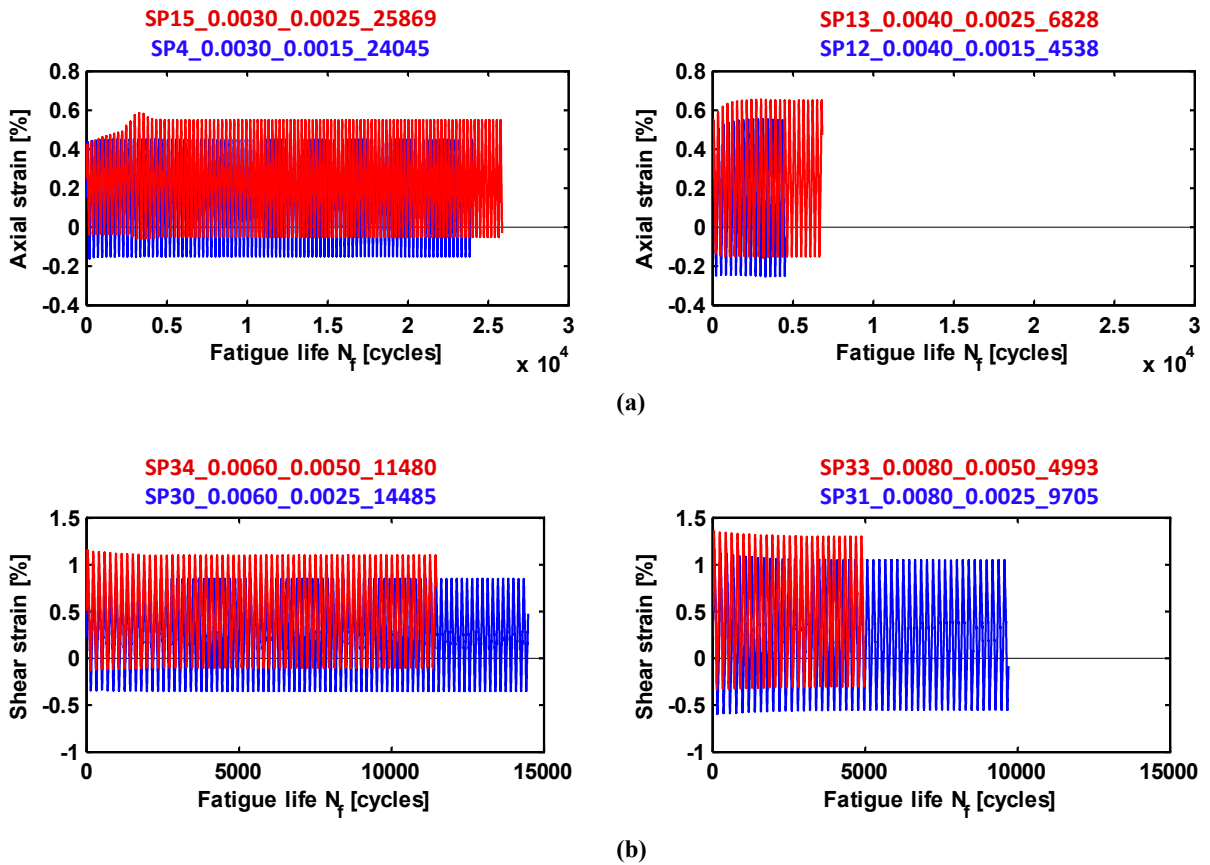 SP15_0.0030_0.0025_25869
SP4_0.0030_0.0015_24045
0.8
0.6
0.4
0.2
0
-0.2
-0.4
Axial strain [%]
0 0.5 1 1.5 2 2.5 3
Fatigue life N_f [cycles]
x 10^4
SP13_0.0040_0.0025_6828
SP12_0.0040_0.0015_4538
0.8
0.6
0.4
0.2
0
-0.2
-0.4
Axial strain [%]
0 0.5 1 1.5 2 2.5 3
Fatigue life N_f [cycles]
x 10^4
(a)
SP34_0.0060_0.0050_11480
SP30_0.0060_0.0025_14485
1.5
1
0.5
0
-0.5
-1
Shear strain [%]
0 5000 10000 15000
Fatigue life N_f [cycles]
SP33_0.0080_0.0050_4993
SP31_0.0080_0.0025_9705
1.5
1
0.5
0
-0.5
-1
Shear strain [%]
0 5000 10000 15000
Fatigue life N_f [cycles]
(b)